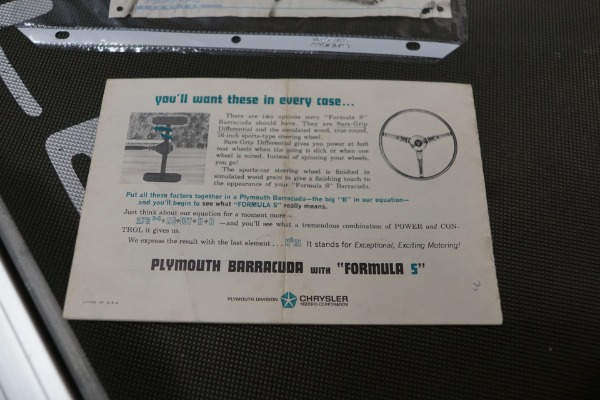 you'll want these in every case...
There are two options every "Formula S"
Barracuda should have. They are Sure-Grip
Differential and the simulated wood, true-round,
16-inch sports-type steering wheel.
Sure-Grip Differential gives you power at both
rear wheels when the going is slick or when one
wheel is mired. Instead of spinning your wheels,
you go!
The sports-car steering wheel is finished in
simulated wood grain to give a finishing touch to
the appearance of your "Formula S" Barracuda.
Put all these factors together in a Plymouth Barracuda—the big "B" in our equation—
and you'll begin to see what "FORMULA S" really means.
Just think about our equation for a moment more—
—and you'll see what a tremendous combination of POWER and CON-
TROL it gives us.
We express the result with the last element... It stands for Exceptional, Exciting Motoring!
PLYMOUTH BARRACUDA WITH "FORMULA S"
PLYMOUTH DIVISION CHRYSLER
MOTORS CORPORATION